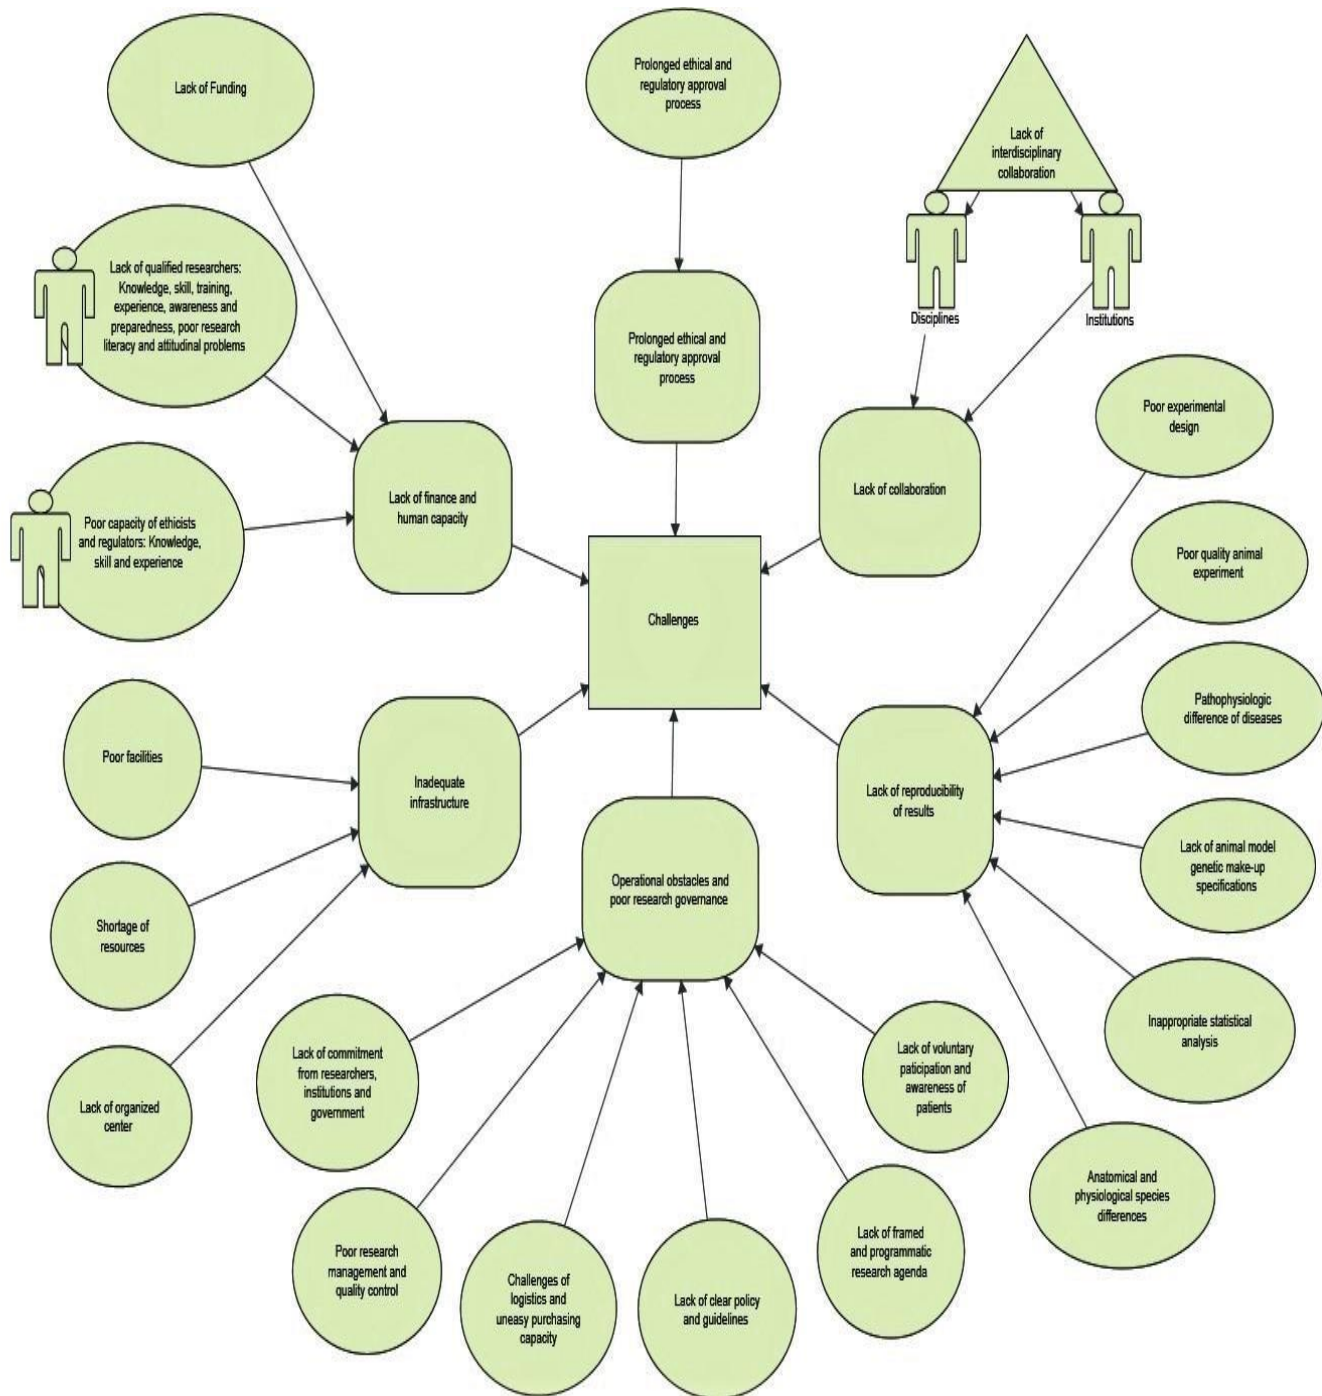 Lack of Funding
Prolonged ethical and
regulatory approval
process
Lack of
interdisciplinary
collaboration
Disciplines
Institutions
Lack of qualified researchers:
Knowledge, skill, training,
experience, awareness and
preparedness, poor research
literacy and attitudinal problems
Prolonged ethical and
regulatory approval
process
Poor experimental
design
Lack of finance and
human capacity
Lack of collaboration
Poor capacity of ethicists
and regulators: Knowledge,
skill and experience
Poor quality animal
experiment
Challenges
Pathophysiologic
difference of diseases
Poor facilities
Inadequate
infrastructure
Lack of reproducibility
of results
Lack of animal model
genetic make-up
specifications
Operational obstacles and
poor research governance
Shortage of
resources
Inappropriate statistical
analysis
Lack of commitment
from researchers,
institutions and
government
Lack of voluntary
paticipation and
awareness of
patients
Lack of organized
center
Anatomical and
physiological species
differences
Poor research
management and
quality control
Challenges of
logistics and
uneasy purchasing
capacity
Lack of clear policy
and guidelines
Lack of framed
and programmatic
research agenda